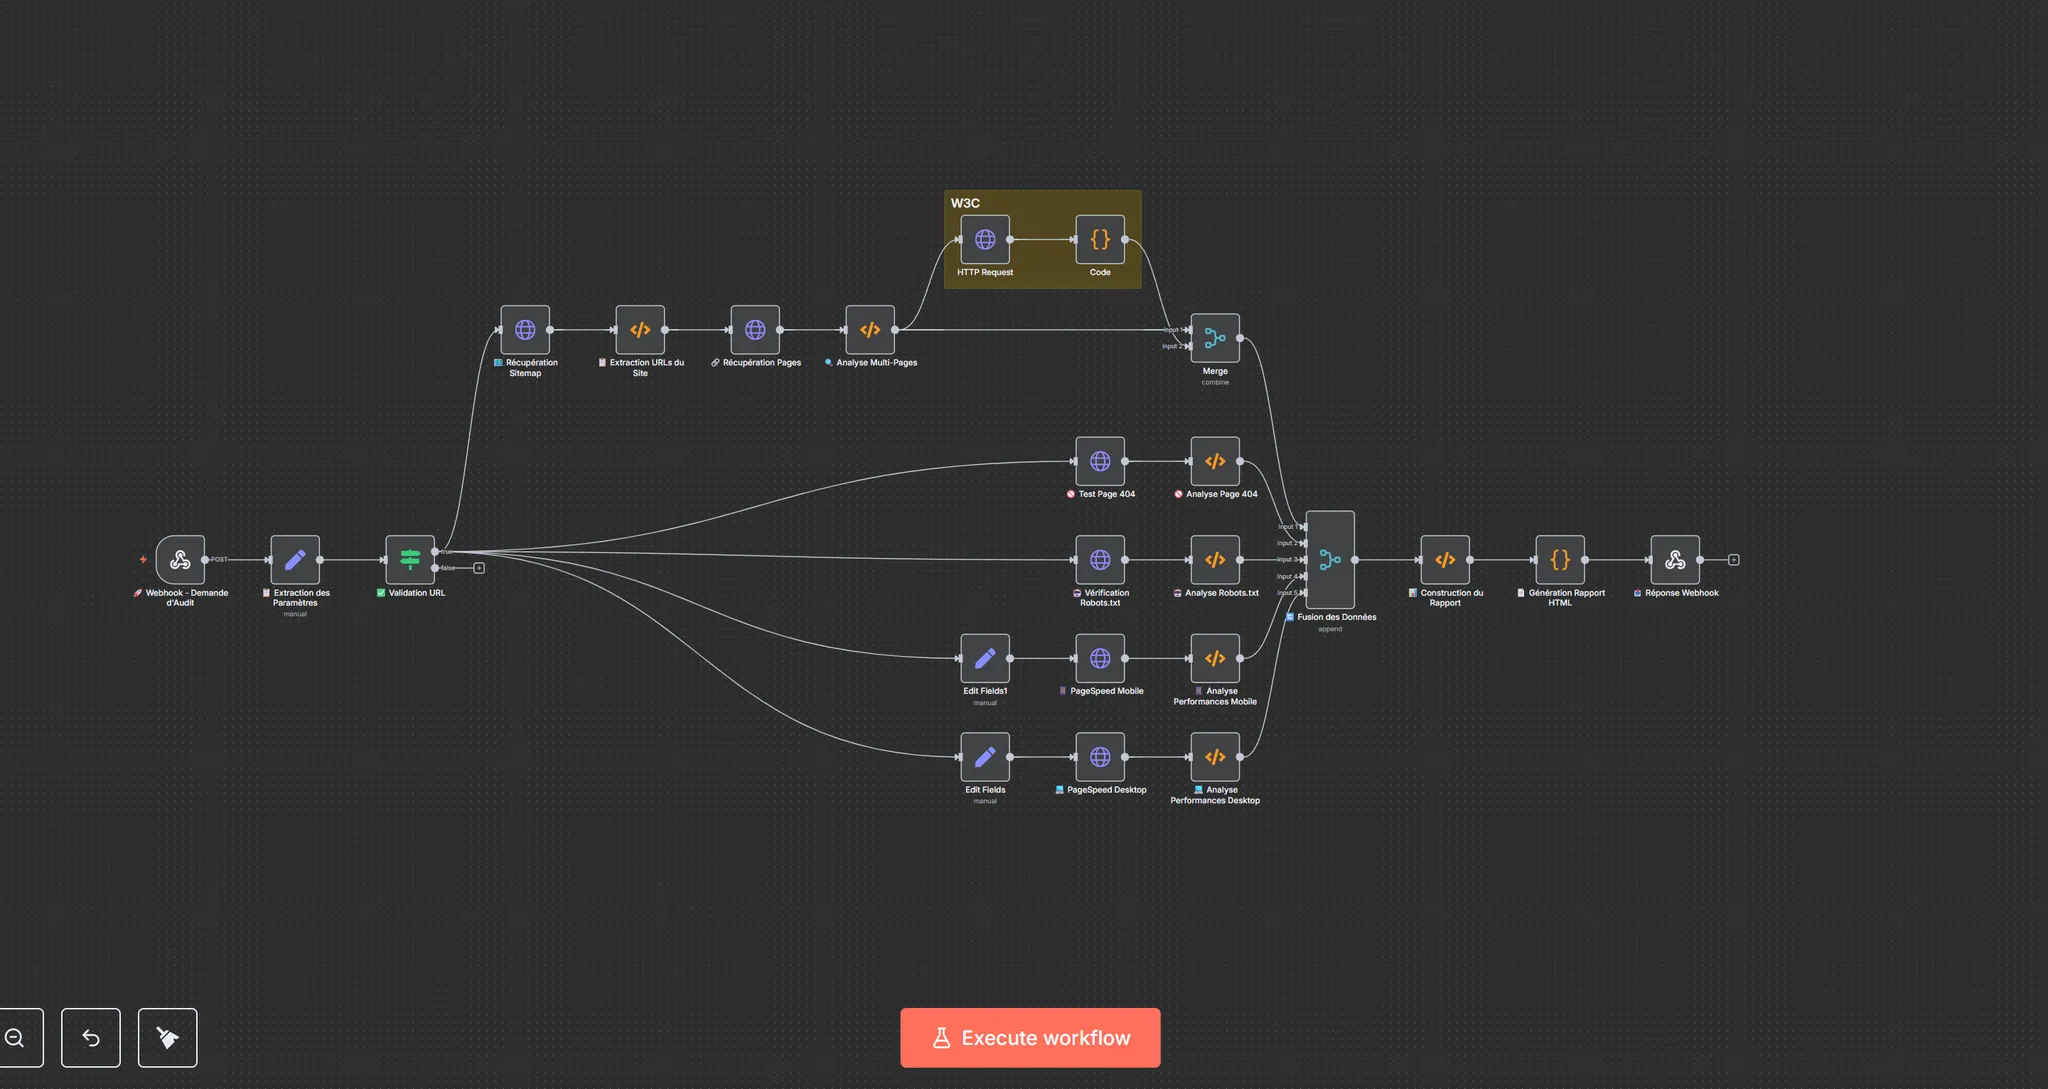 W3C
HTTP Request
Code
Récupération
Sitemap
Extraction URLs du
Site
Récupération Pages
Analyse Multi-Pages
Input 1
Input 2
Merge
combine
Test Page 404
Analyse Page 404
POST
true
false
Webhook - Demande
d'Audit
Extraction des
Paramètres
manual
Validation URL
Vérification
Robots.txt
Analyse Robots.txt
Input 1
Input 2
Input 3
Input 4
Input 5
Fusion des Données
append
Construction du
Rapport
Génération Rapport
HTML
Réponse Webhook
Edit Fields1
manual
PageSpeed Mobile
Analyse
Performances Mobile
Edit Fields
manual
PageSpeed Desktop
Analyse
Performances Desktop
Execute workflow